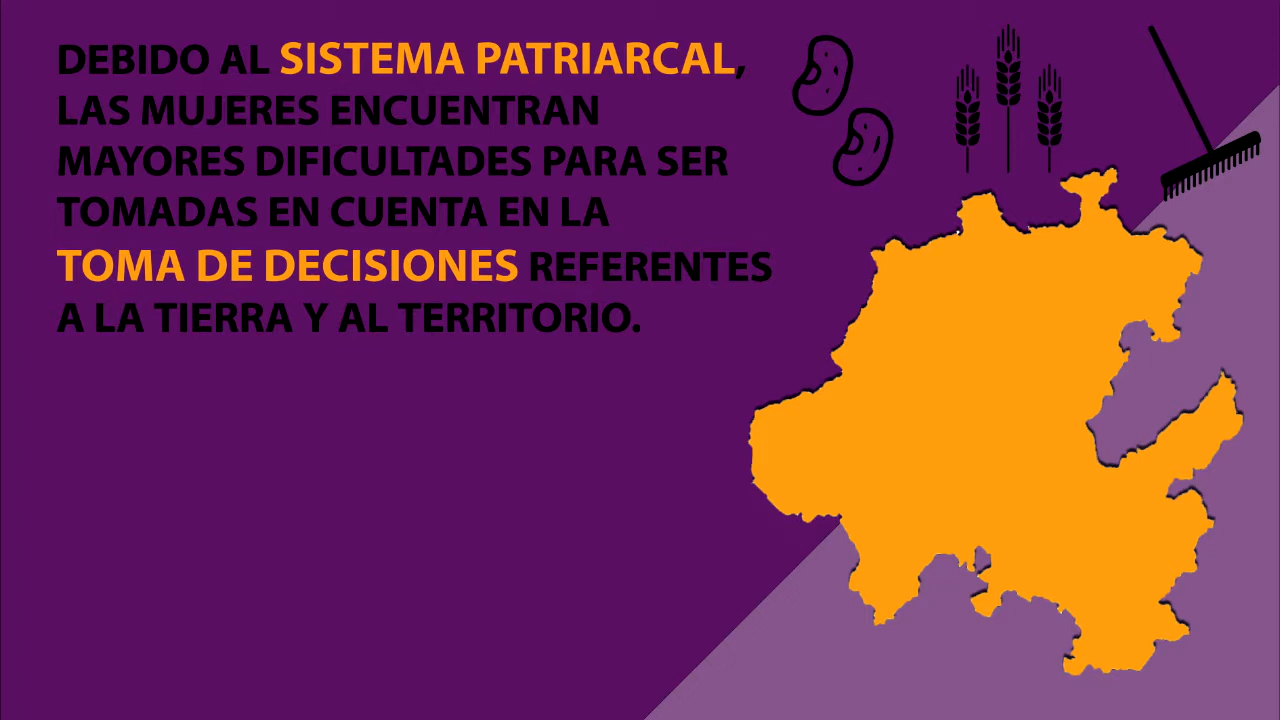 DEBIDO AL SISTEMA PATRIARCAL,
LAS MUJERES ENCUENTRAN
MAYORES DIFICULTADES PARA SER
TOMADAS EN CUENTA EN LA
TOMA DE DECISIONES REFERENTES
A LA TIERRA Y AL TERRITORIO.